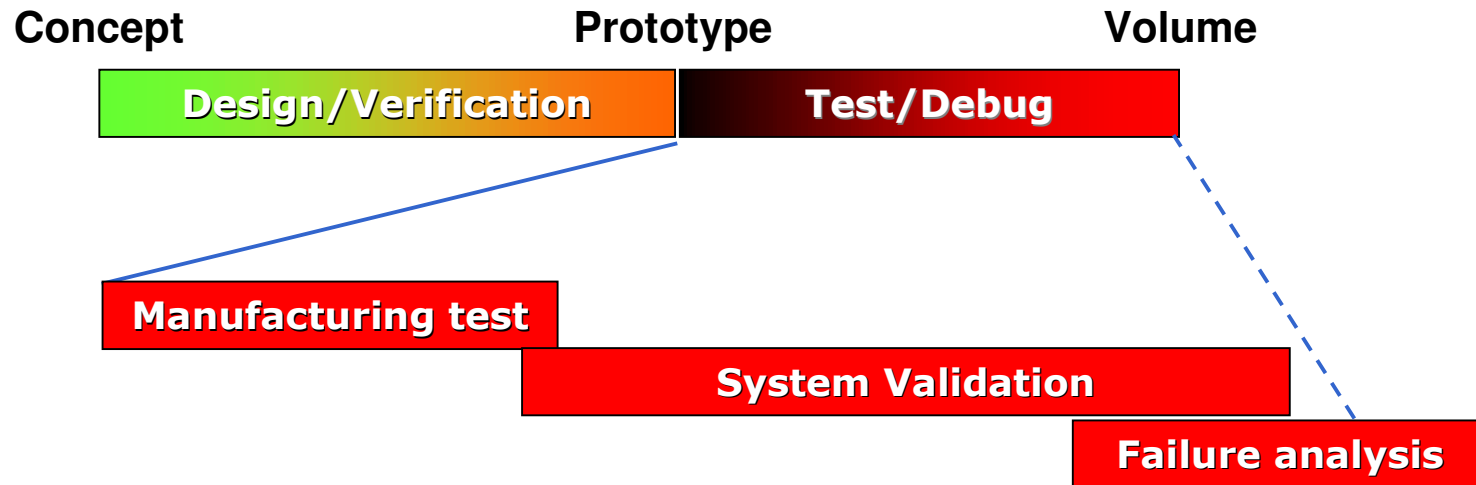 Concept
Prototype
Volume
Design/Verification
Test/Debug
Manufacturing test
System Validation
Failure analysis